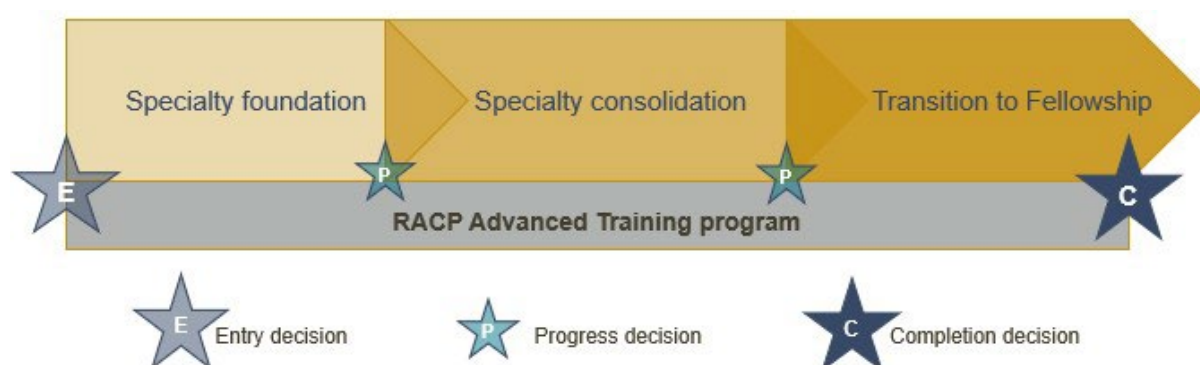 Specialty foundation
Specialty consolidation
Transition to Fellowship
E
P
P
C
RACP Advanced Training program
E
Entry decision
P
Progress decision
C
Completion decision